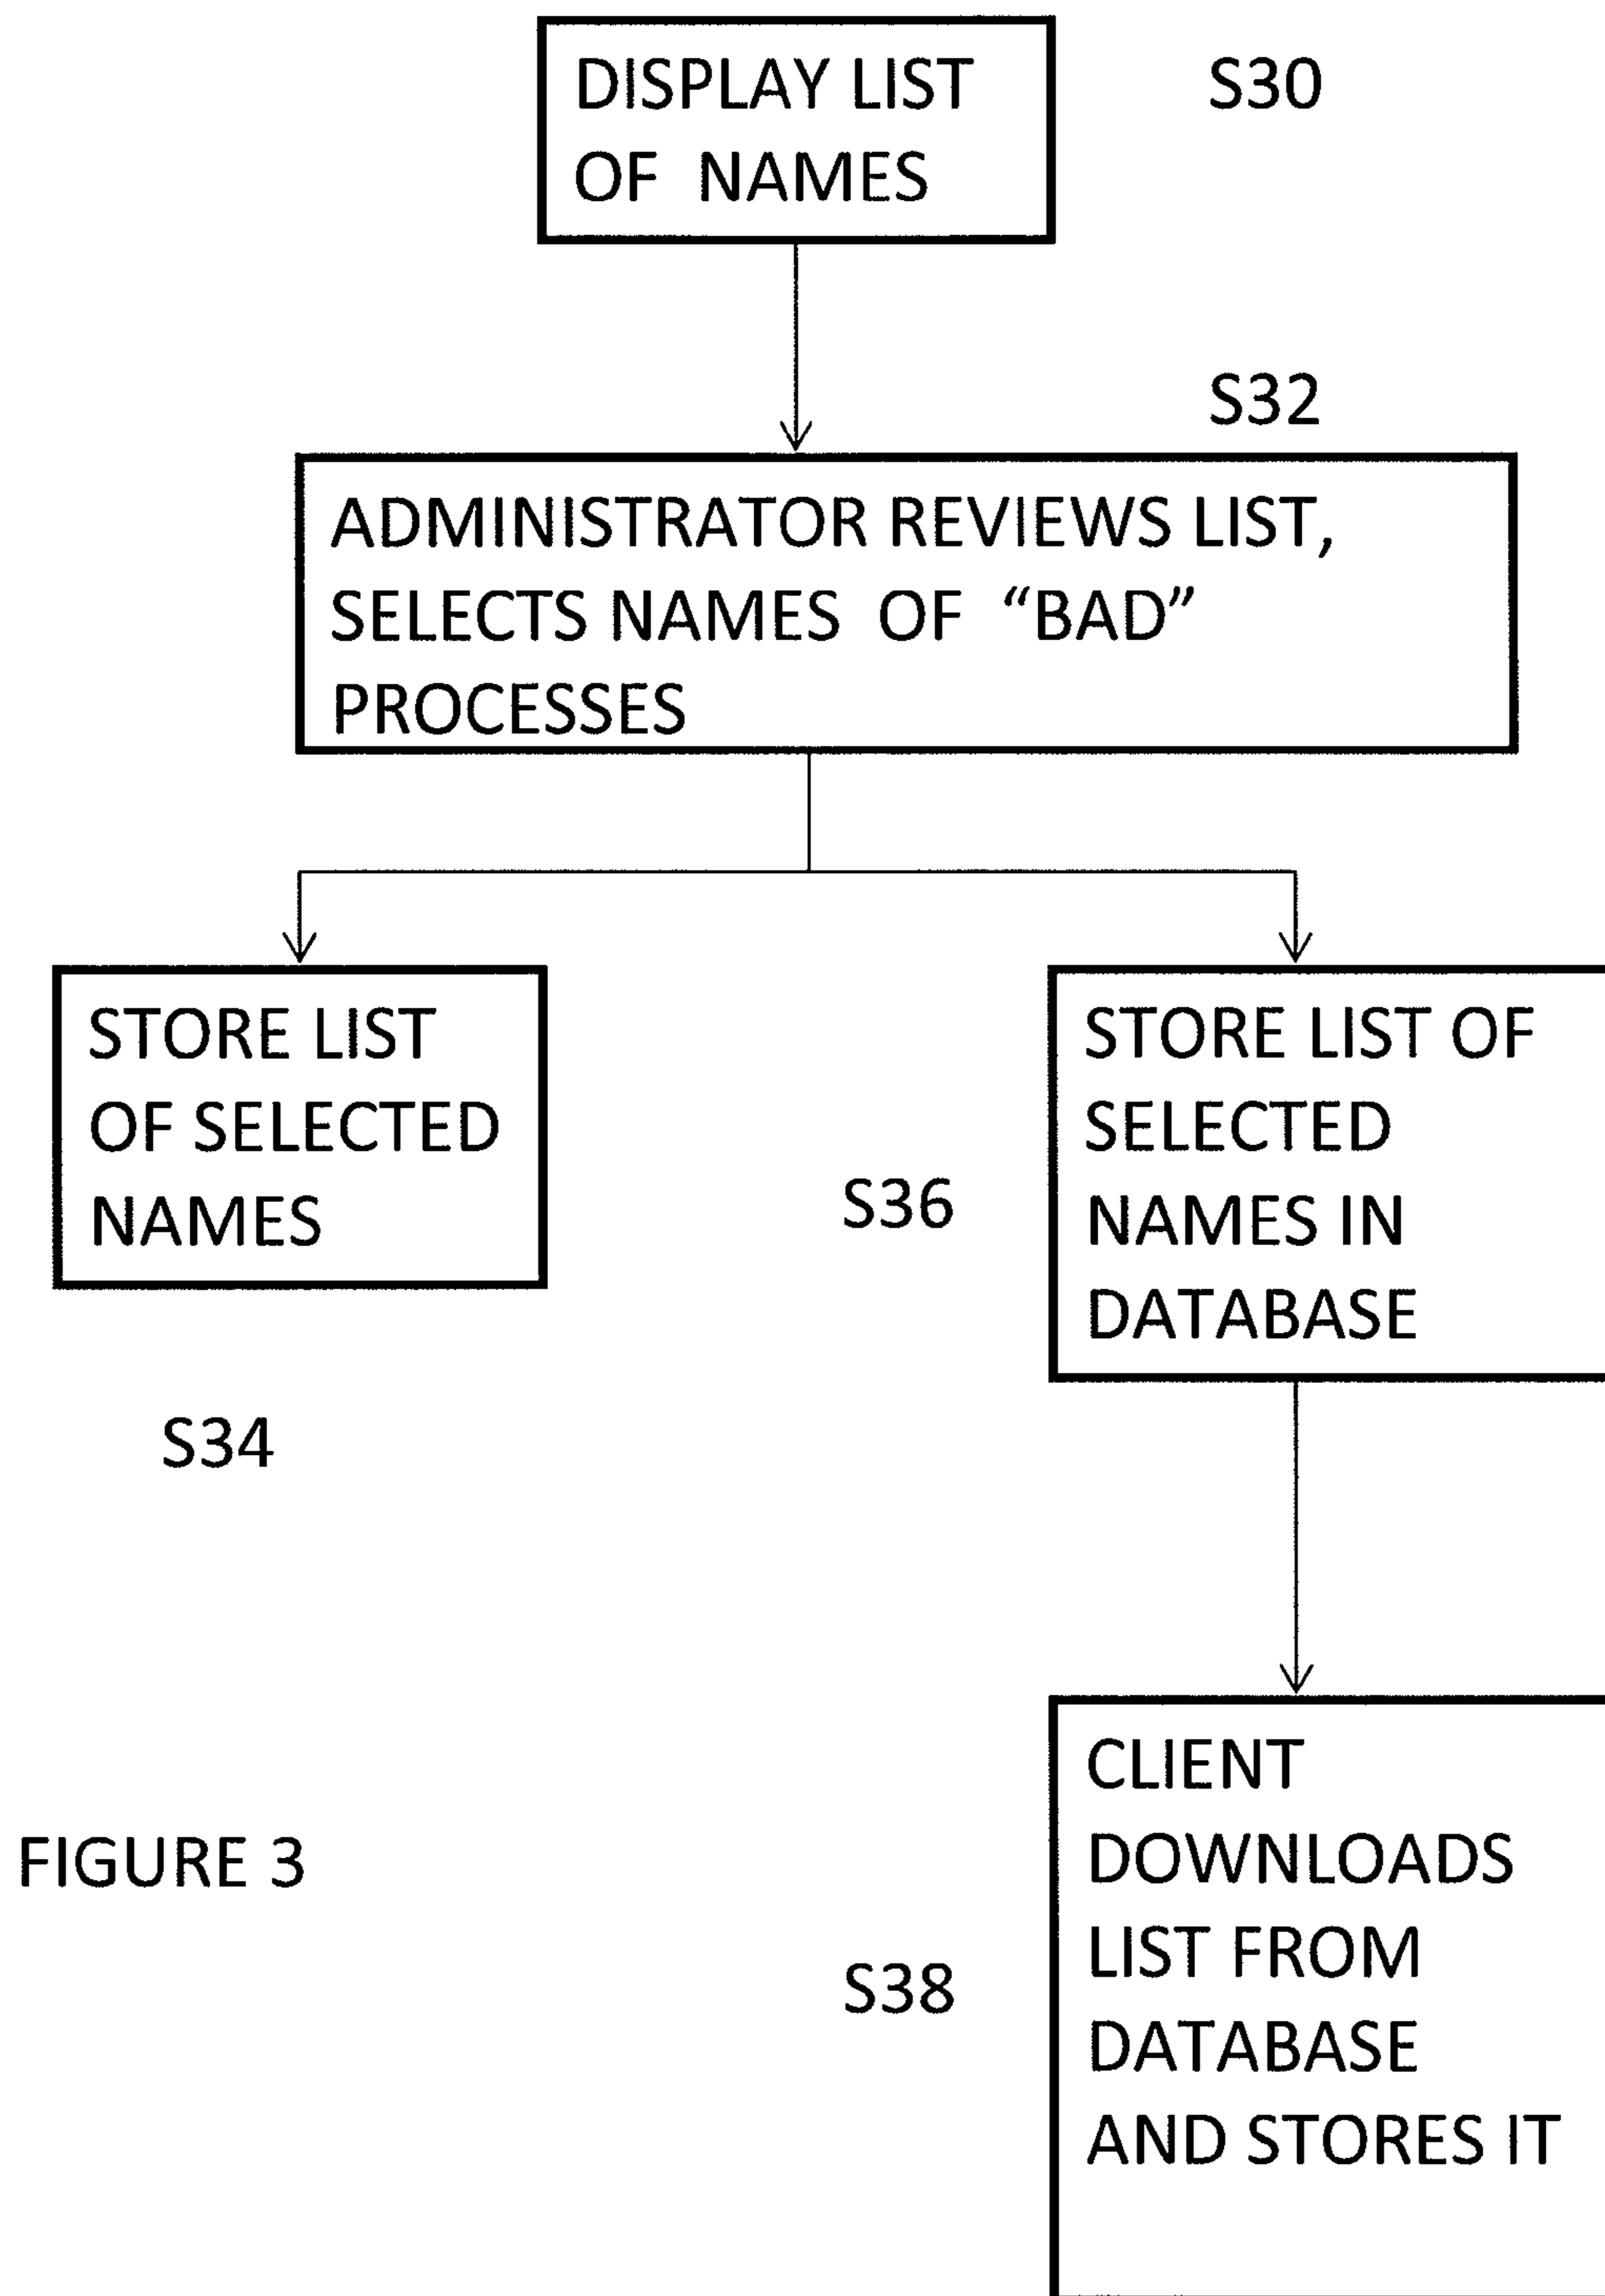 DISPLAY LIST
OF NAMES
S30
S32
ADMINISTRATOR REVIEWS LIST,
SELECTS NAMES OF “BAD”
PROCESSES
STORE LIST
OF SELECTED
NAMES
S34
S36
STORE LIST OF
SELECTED
NAMES IN
DATABASE
FIGURE 3
S38
CLIENT
DOWNLOADS
LIST FROM
DATABASE
AND STORES IT